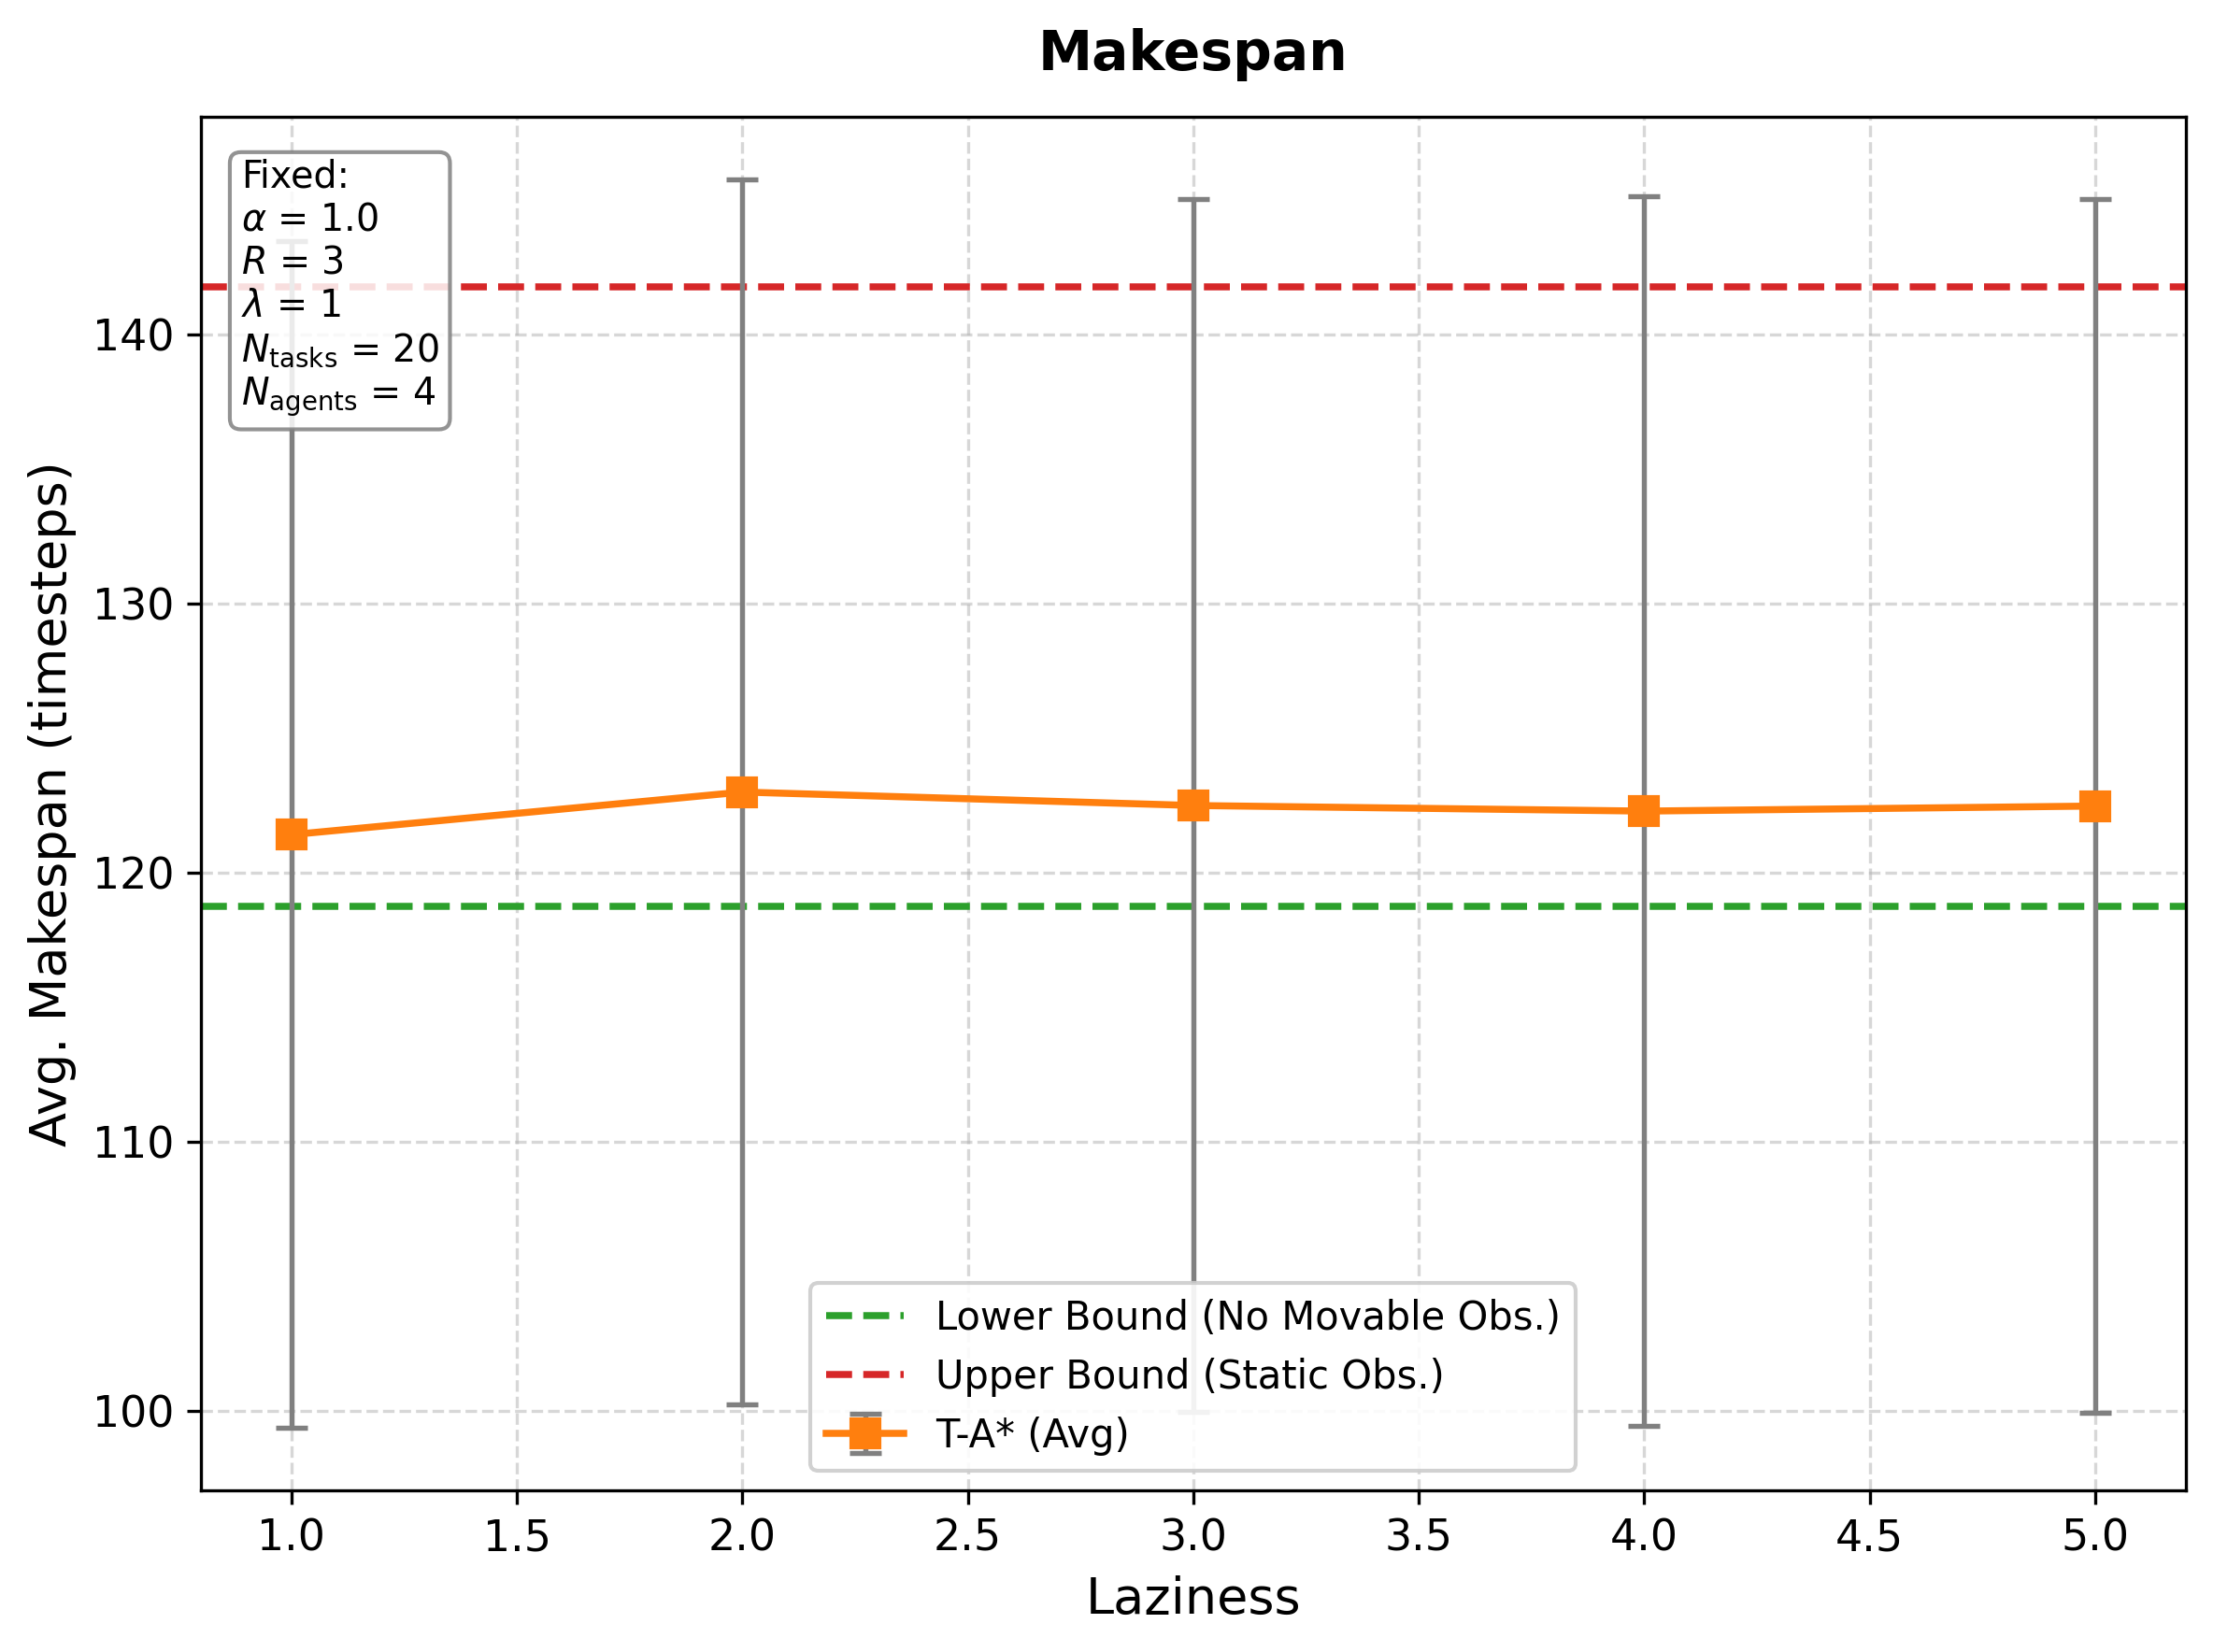 Makespan
Fixed:
α = 1.0
R = 3
λ = 1
N_tasks = 20
N_agents = 4
140
130
120
110
100
Avg. Makespan (timesteps)
Lower Bound (No Movable Obs.)
Upper Bound (Static Obs.)
T-A* (Avg)
1.0 1.5 2.0 2.5 3.0 3.5 4.0 4.5 5.0
Laziness